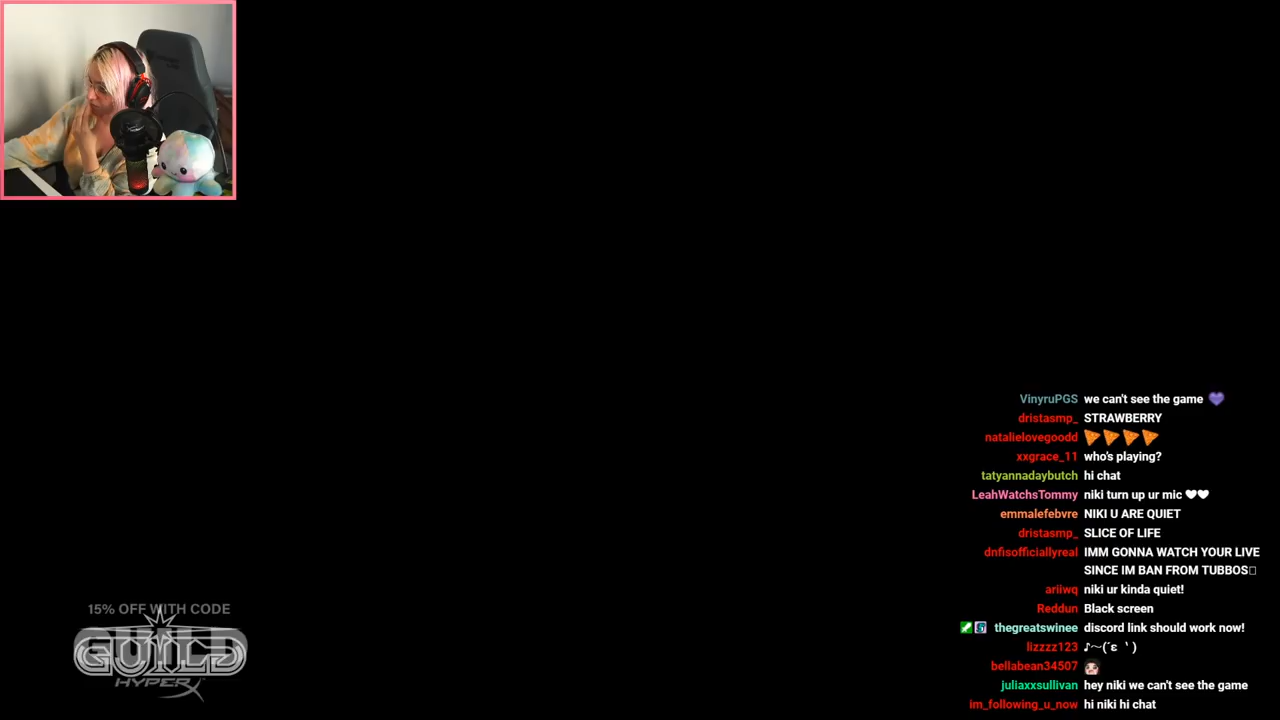 VinyruPGS we can't see the game
dristasmp_ STRAWBERRY
natalielovegoodd
xxgrace_11 who's playing?
tatyannadaybutch hi chat
LeahWatchsTommy niki turn up ur mic
emmalefebvre NIKI U ARE QUIET
dristasmp_ SLICE OF LIFE
dnfisofficiallyreal IMM GONNA WATCH YOUR LIVE
SINCE IM BAN FROM TUBBOS
ariiwq niki ur kinda quiet!
Reddun Black screen
thegreatswinee discord link should work now!
lizzzz123 ♪～(´ε ｀)
bellabean34507
juliaxxsullivan hey niki we can't see the game
im_following_u_now hi niki hi chat
15% OFF WITH CODE
GUILD
HYPERX